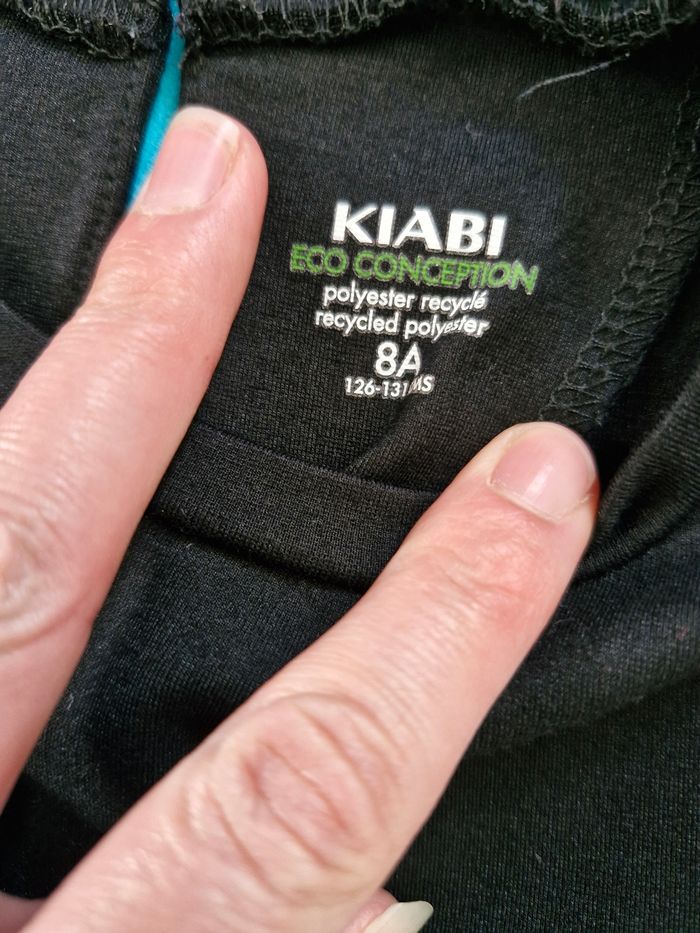 KIABI
ECO CONCEPTION
polyester recyclé
recycled polyester
8A
126-131